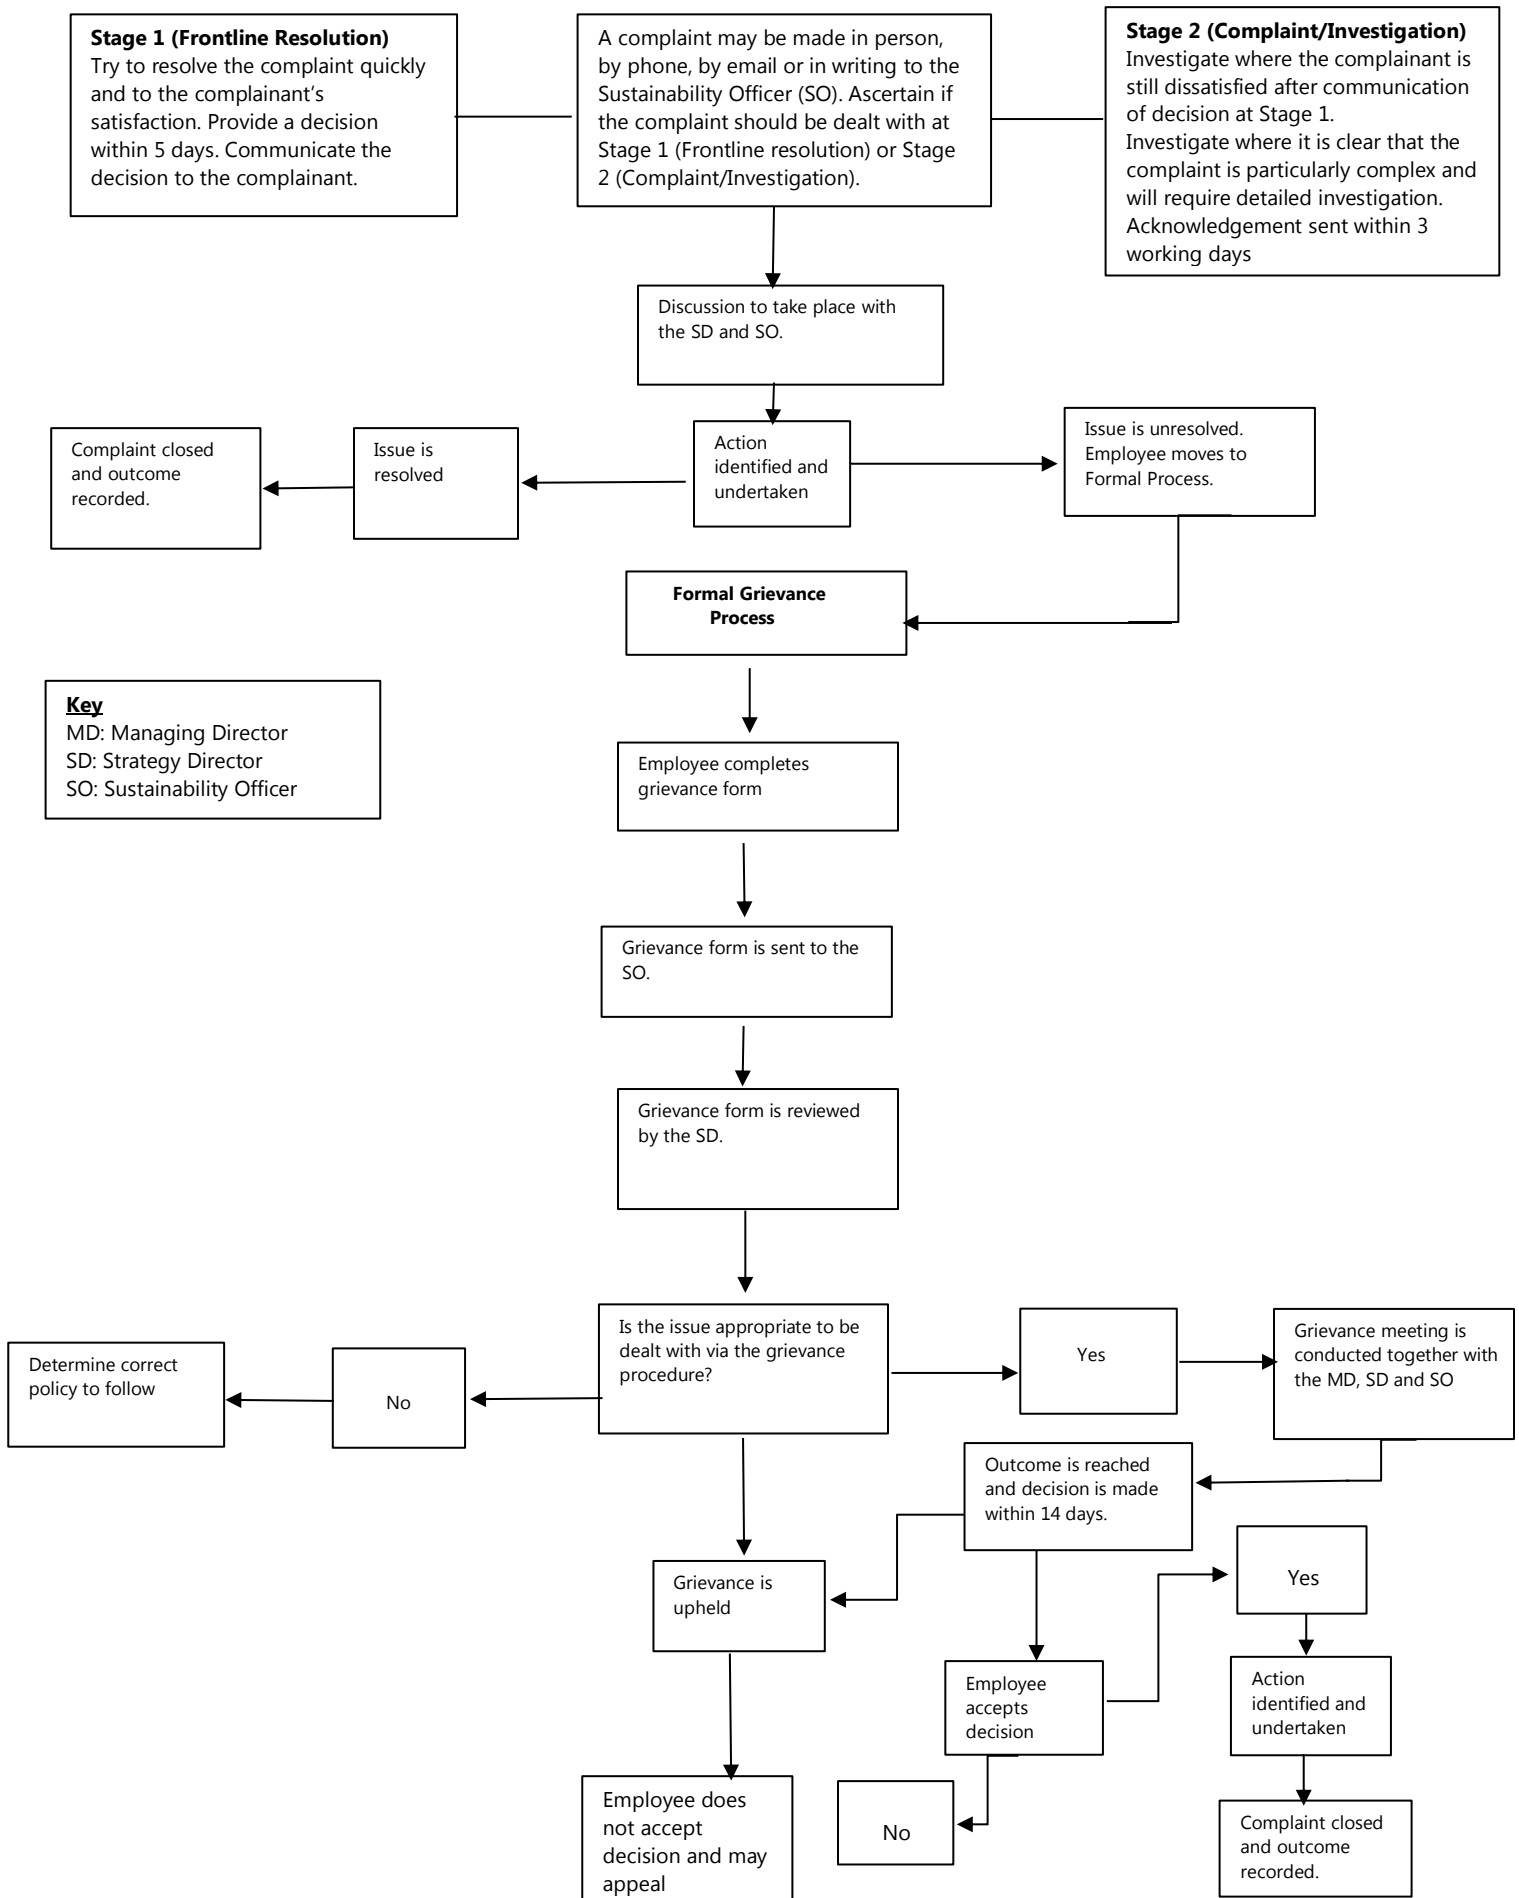 Stage 1 (Frontline Resolution)
Try to resolve the complaint quickly
and to the complainant's
satisfaction. Provide a decision
within 5 days. Communicate the
decision to the complainant.
A complaint may be made in person,
by phone, by email or in writing to the
Sustainability Officer (SO). Ascertain if
the complaint should be dealt with at
Stage 1 (Frontline resolution) or Stage
2 (Complaint/Investigation).
Stage 2 (Complaint/Investigation)
Investigate where the complainant is
still dissatisfied after communication
of decision at Stage 1.
Investigate where it is clear that the
complaint is particularly complex and
will require detailed investigation.
Acknowledgement sent within 3
working days
Discussion to take place with
the SD and SO.
Complaint closed
and outcome
recorded.
Issue is
resolved
Action
identified and
undertaken
Issue is unresolved.
Employee moves to
Formal Process.
Formal Grievance
Process
Key
MD: Managing Director
SD: Strategy Director
SO: Sustainability Officer
Employee completes
grievance form
Grievance form is sent to the
SO.
Grievance form is reviewed
by the SD.
Determine correct
policy to follow
No
Is the issue appropriate to be
dealt with via the grievance
procedure?
Yes
Grievance meeting is
conducted together with
the MD, SD and SO
Outcome is reached
and decision is made
within 14 days.
Grievance is
upheld
Yes
Employee
accepts
decision
Action
identified and
undertaken
Employee does
not accept
decision and may
appeal
No
Complaint closed
and outcome
recorded.